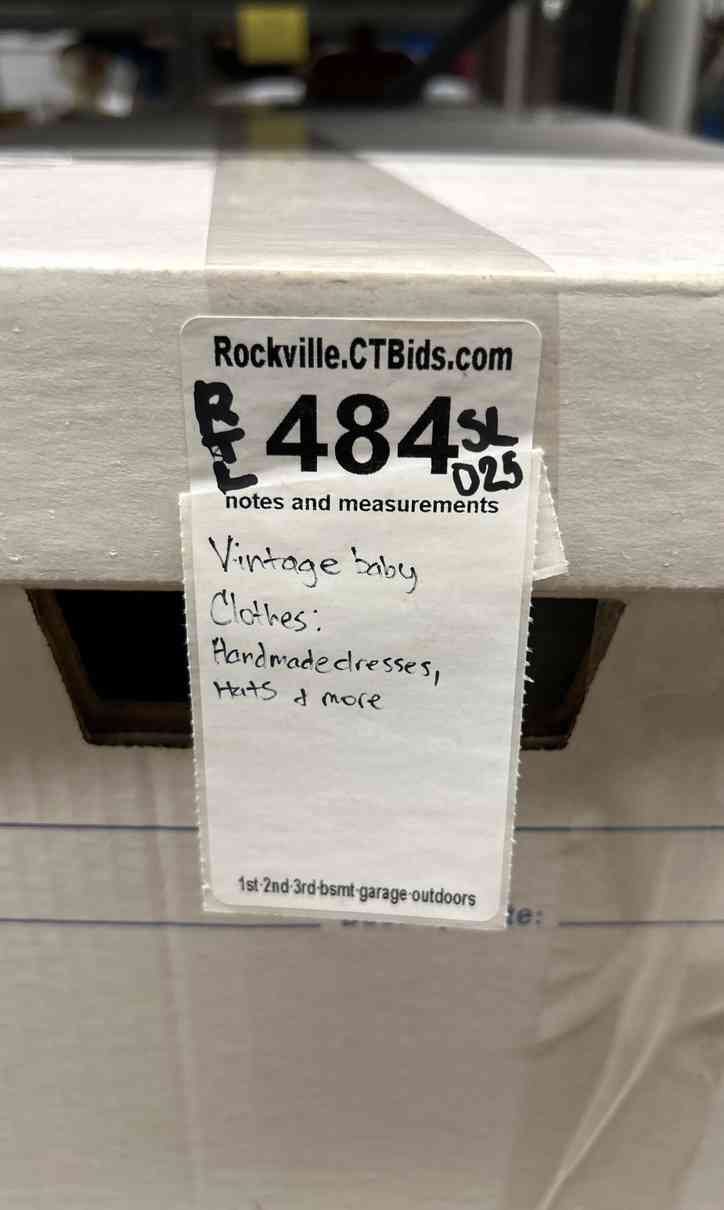 Rockville.CTBids.com
RTL 484 SL
D25
notes and measurements
Vintage baby
Clothes:
Handmade dresses,
Hats & more
1st-2nd-3rd-bsmt-garage-outdoors